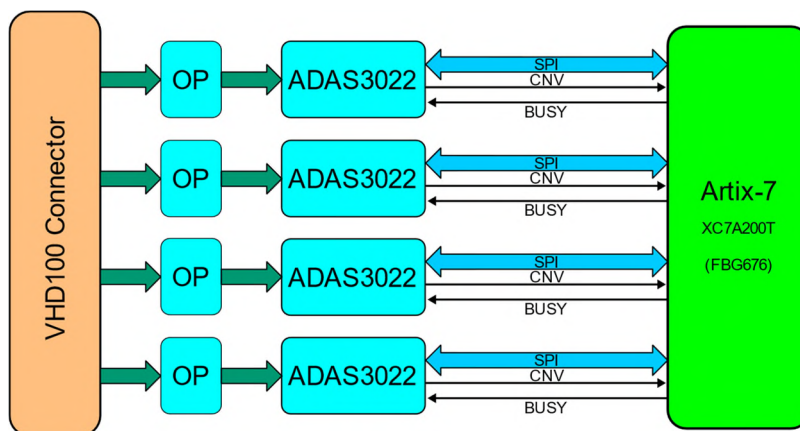 VHD100 Connector
OP
ADAS3022
SPI
CNV
BUSY
OP
ADAS3022
SPI
CNV
BUSY
OP
ADAS3022
SPI
CNV
BUSY
OP
ADAS3022
SPI
CNV
BUSY
Artix-7
XC7A200T
(FBG676)